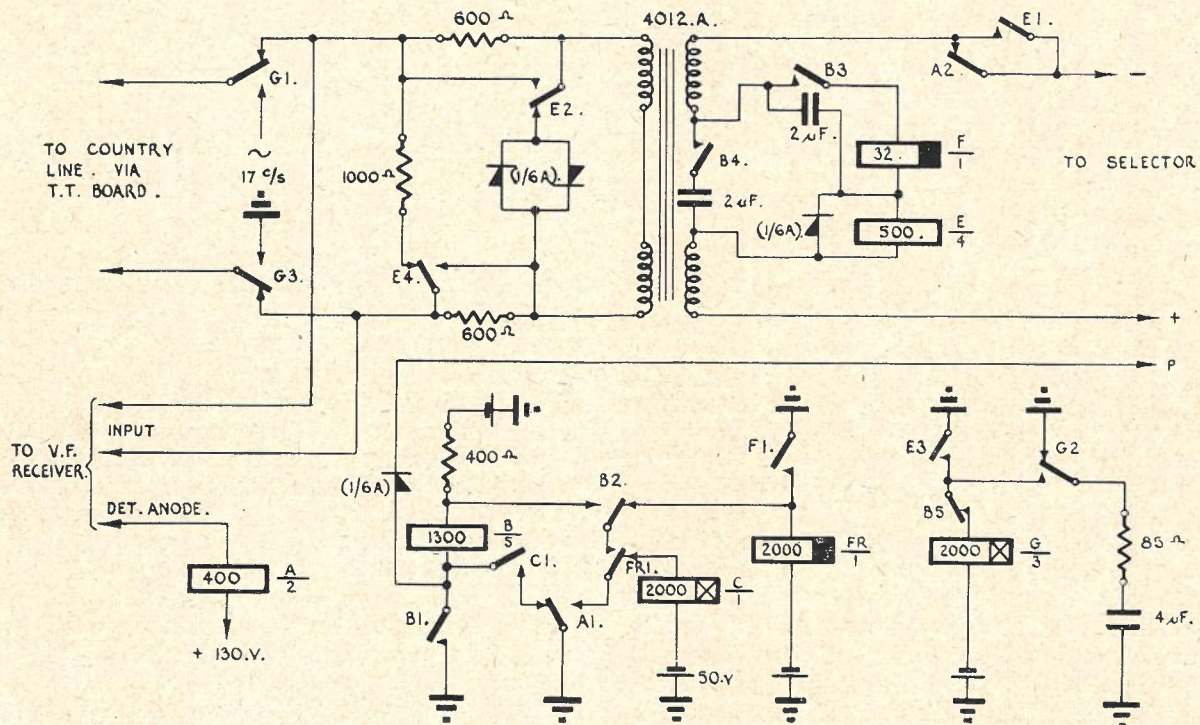 600 Ω
4012.A.
E1.
G1.
A2.
−
B3
E2.
2 uF.
TO COUNTRY
LINE . VIA
T.T. BOARD .
∼
17 c/s
1000 Ω
(1/6A).
B4.
32.
F
1
TO SELECTOR
2 uF.
(1/6A)
500.
E
4
G3.
E4.
600 Ω
+
P
TO V.F.
RECEIVER.
INPUT
DET. ANODE.
400 Ω
(1/6A)
B2.
F1.
E3
G2
1300
B
5
C1.
FR1.
B5
2000
FR
1
2000
G
3
85 Ω
400
A
2
2000
C
1
B1.
A1.
4 uF.
+ 130.V.
50.V